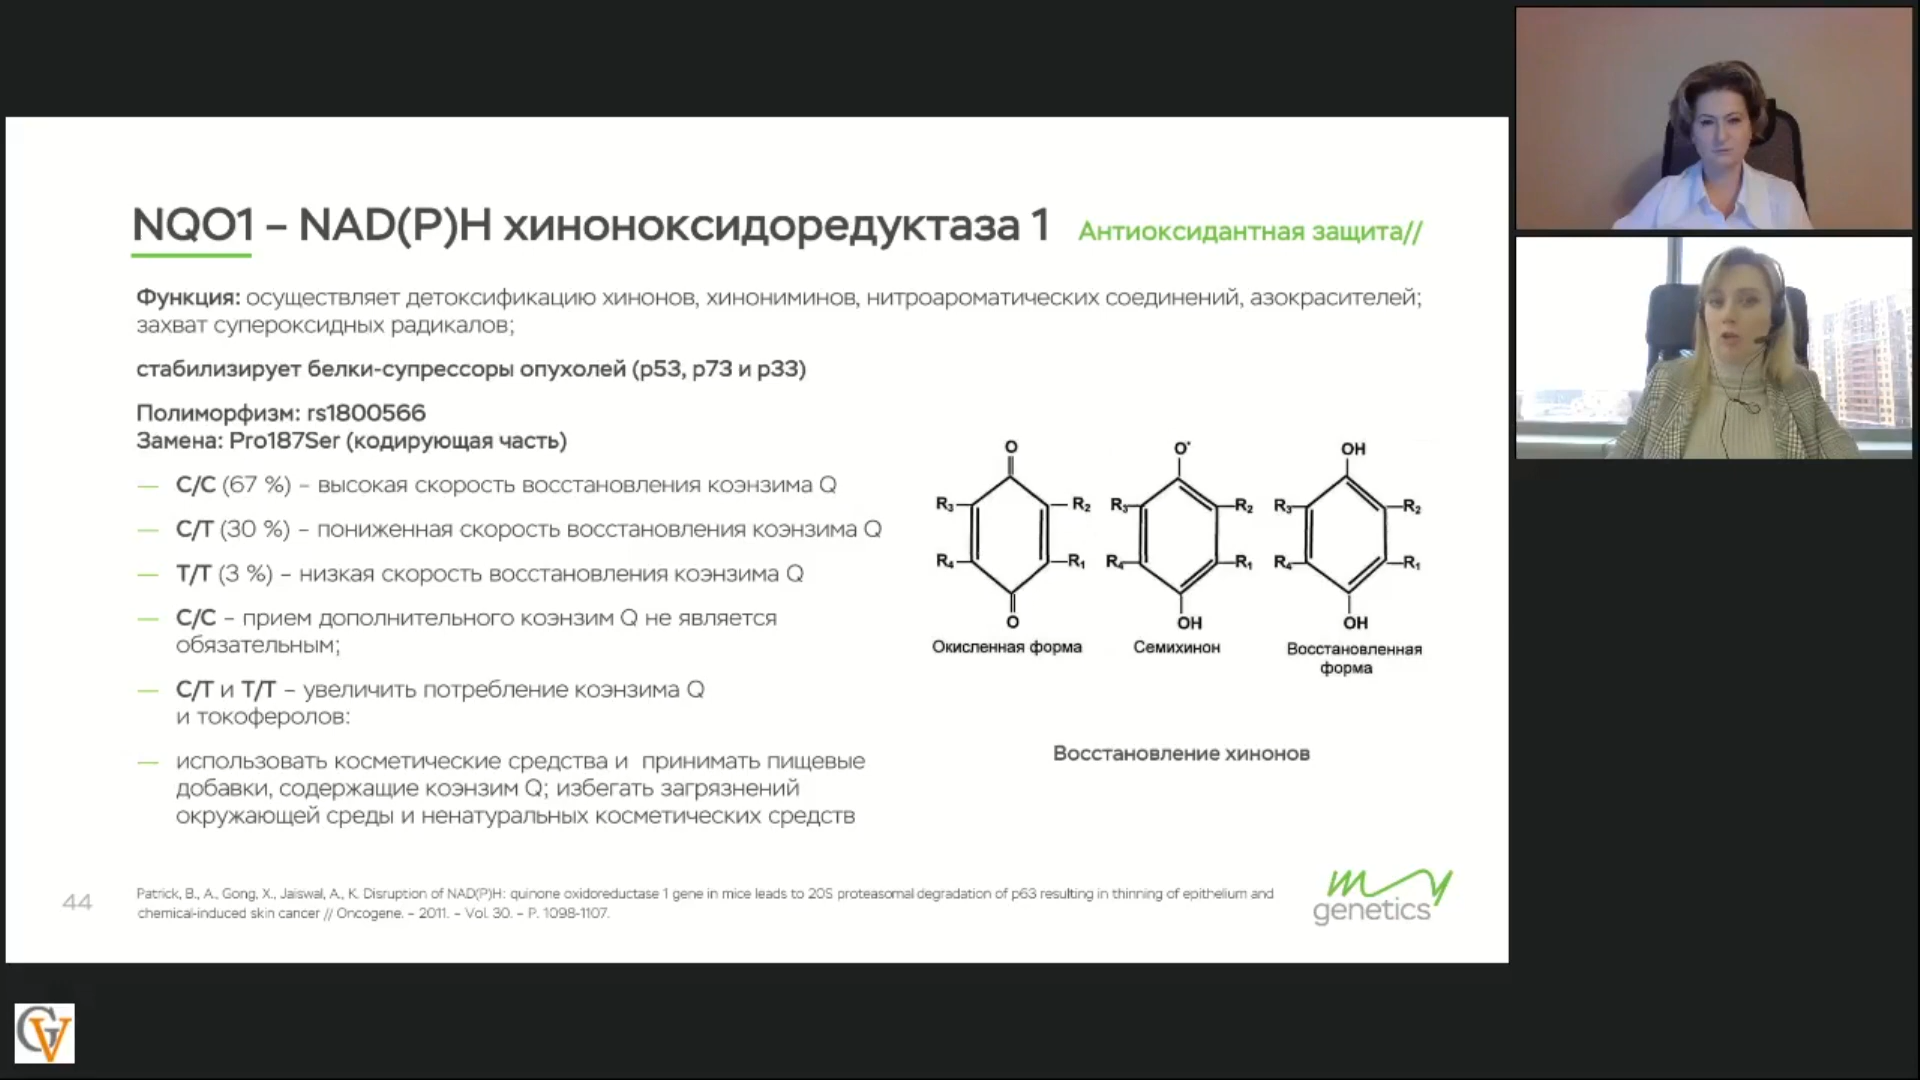 NQO1 – NAD(P)H хиноноксидоредуктаза 1
Антиоксидантная защита//
Функция: осуществляет детоксификацию хинонов, хинониминов, нитроароматических соединений, азокрасителей;
захват супероксидных радикалов;
стабилизирует белки-супрессоры опухолей (p53, p73 и p33)
Полиморфизм: rs1800566
Замена: Pro187Ser (кодирующая часть)
— C/C (67 %) – высокая скорость восстановления коэнзима Q
— C/T (30 %) – пониженная скорость восстановления коэнзима Q
— T/T (3 %) – низкая скорость восстановления коэнзима Q
— C/C – прием дополнительного коэнзим Q не является
обязательным;
— C/T и T/T – увеличить потребление коэнзима Q
и токоферолов:
— использовать косметические средства и принимать пищевые
добавки, содержащие коэнзим Q; избегать загрязнений
окружающей среды и ненатуральных косметических средств
O
R3 R2
R4 R1
O
Окисленная форма
O•
R3 R2
R4 R1
OH
Семихинон
OH
R3 R2
R4 R1
OH
Восстановленная
форма
Восстановление хинонов
44
Patrick, B., A., Gong, X., Jaiswal, A., K. Disruption of NAD(P)H: quinone oxidoreductase 1 gene in mice leads to 20S proteasomal degradation of p63 resulting in thinning of epithelium and
chemical-induced skin cancer // Oncogene. – 2011. – Vol. 30. – P. 1098-1107.
my
genetics
GV